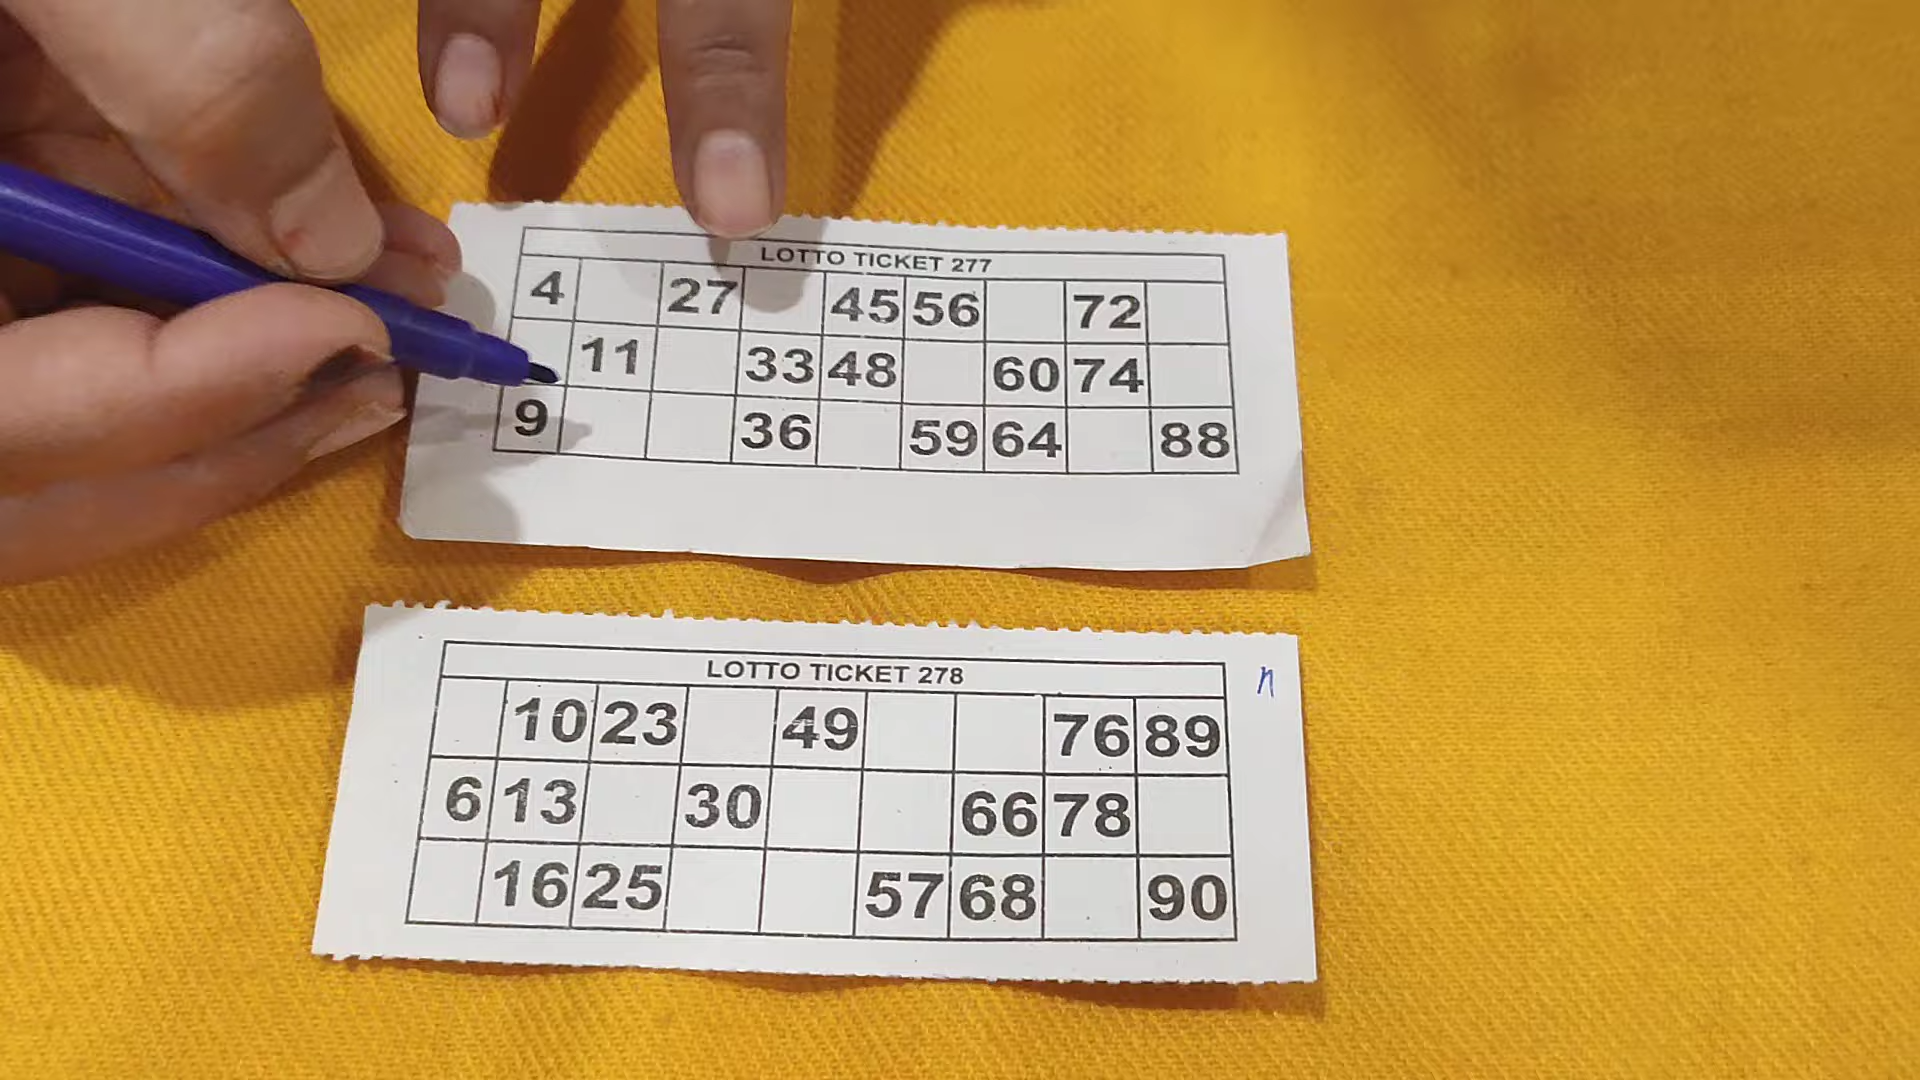 LOTTO TICKET 277
4 27 45 56 72
11 33 48 60 74
9 36 59 64 88
LOTTO TICKET 278
n
10 23 49 76 89
6 13 30 66 78
16 25 57 68 90